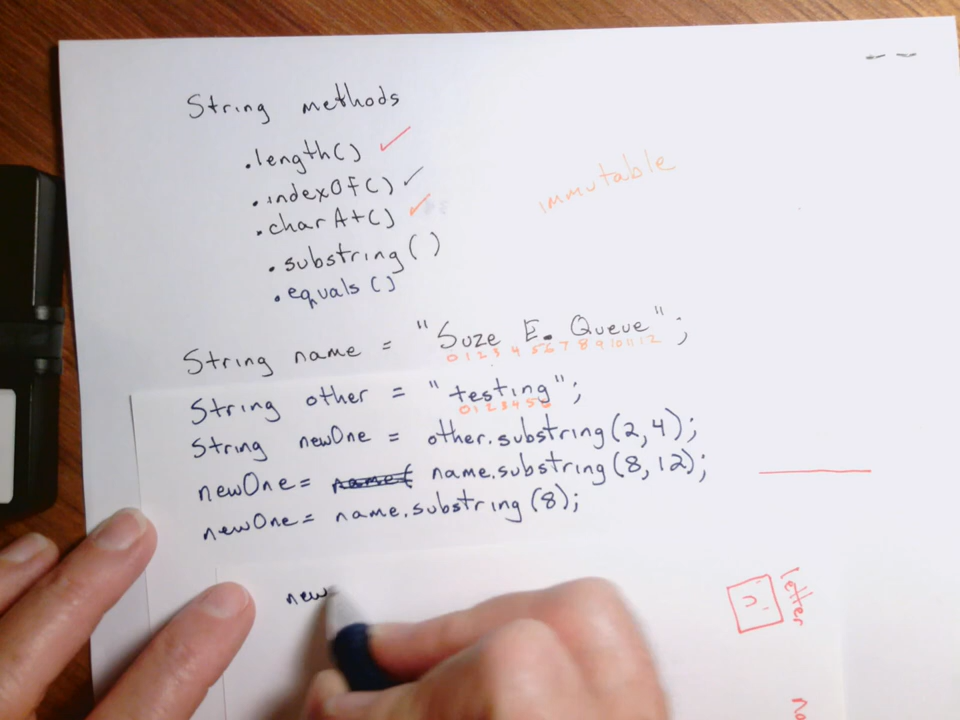 String methods
.length()
.indexOf()
.charAt()
.substring()
.equals()
immutable
String name = "Suze E. Queue";
0 1 2 3 4 5 6 7 8 9 10 11 12
String other = "testing";
0 1 2 3 4 5 6
String newOne = other.substring(2,4);
newOne = name( name.substring(8,12);
newOne = name.substring(8);
new
letter